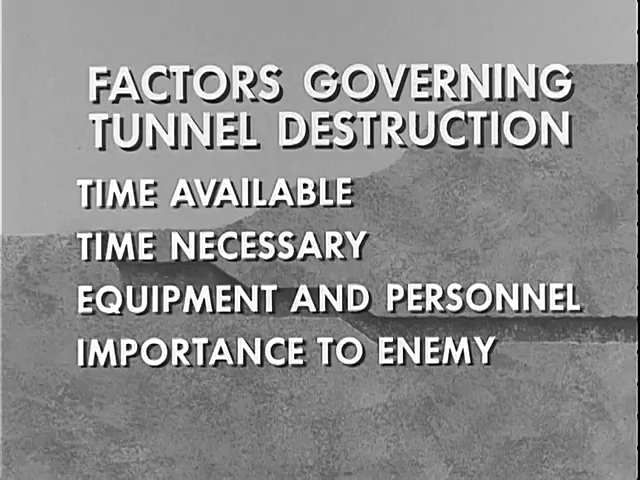 FACTORS GOVERNING
TUNNEL DESTRUCTION
TIME AVAILABLE
TIME NECESSARY
EQUIPMENT AND PERSONNEL
IMPORTANCE TO ENEMY